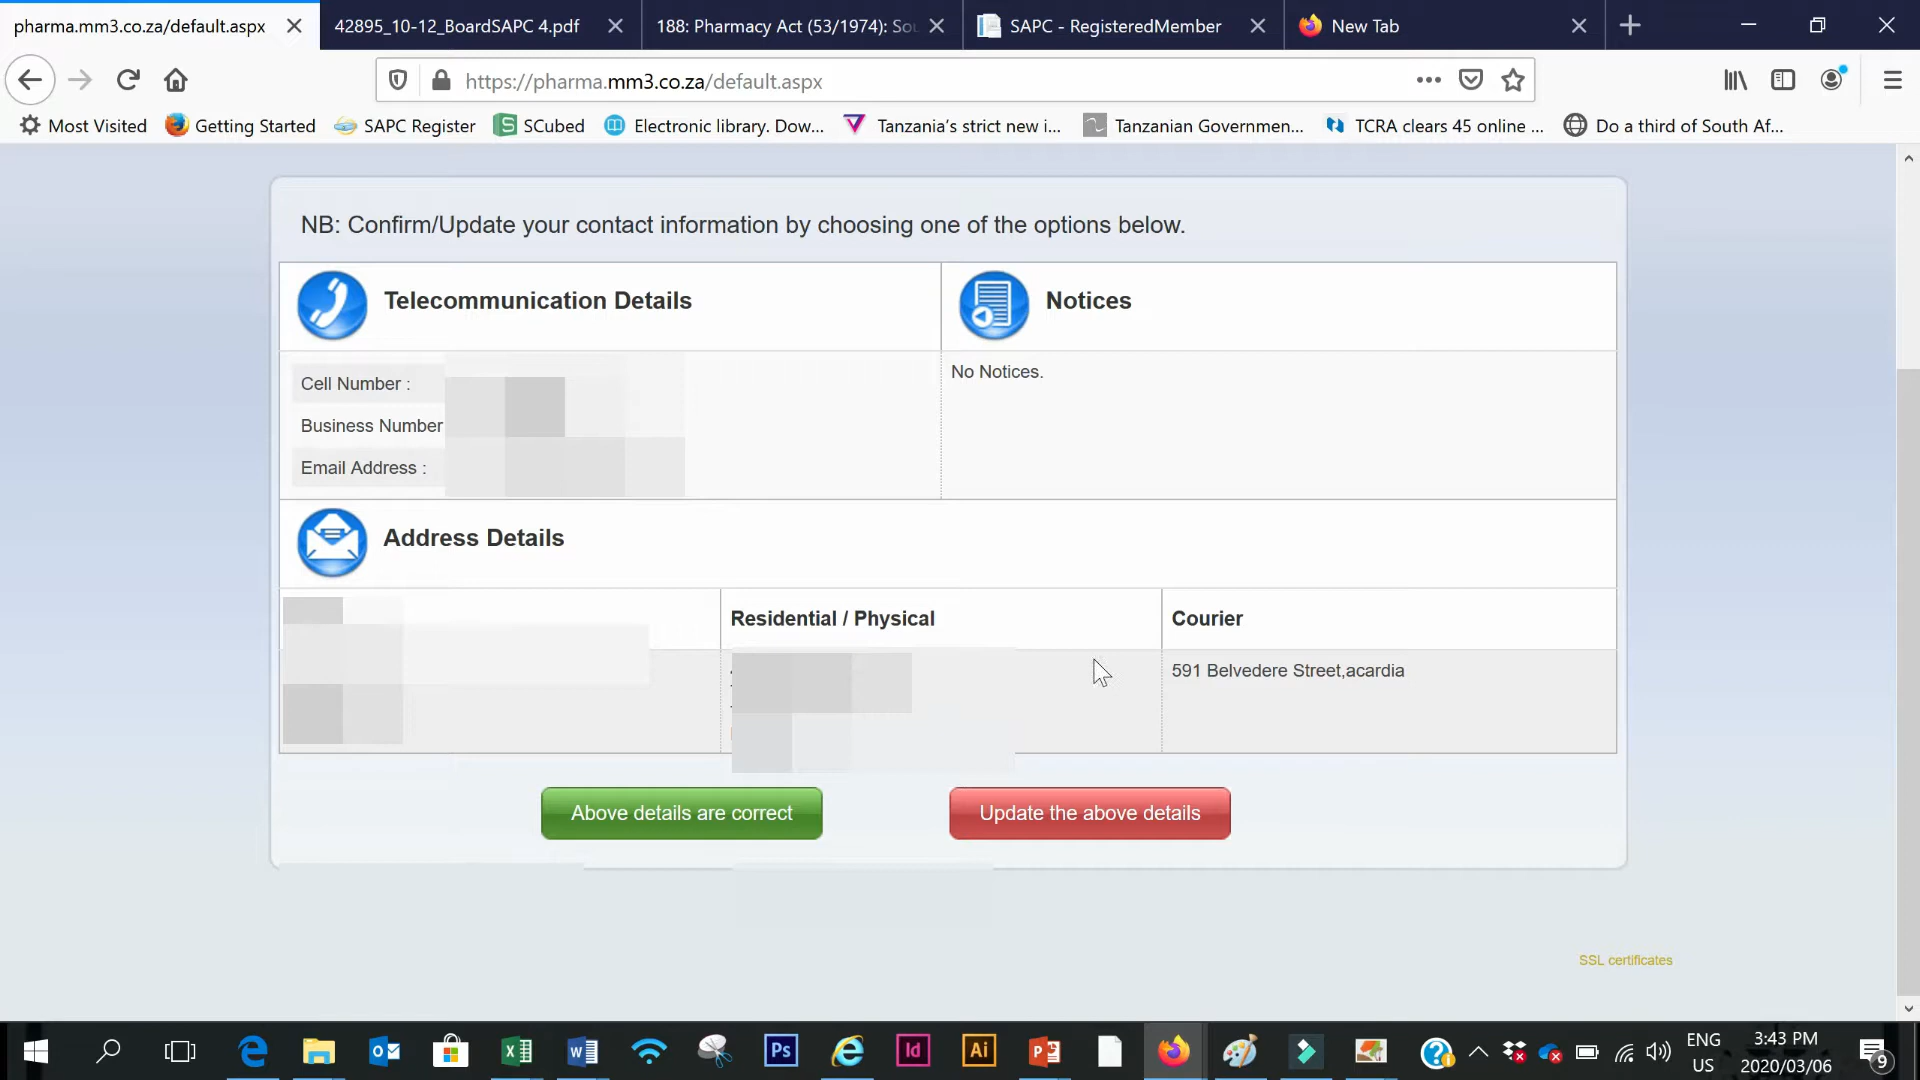 pharma.mm3.co.za/default.aspx
42895_10-12_BoardSAPC 4.pdf
188: Pharmacy Act (53/1974): Sou
SAPC - RegisteredMember
New Tab
https://pharma.mm3.co.za/default.aspx
Most Visited
Getting Started
SAPC Register
SCubed
Electronic library. Dow...
Tanzania's strict new i...
Tanzanian Governmen...
TCRA clears 45 online ...
Do a third of South Af...
NB: Confirm/Update your contact information by choosing one of the options below.
Telecommunication Details
Notices
Cell Number :
Business Number
Email Address :
No Notices.
Address Details
Residential / Physical
Courier
591 Belvedere Street,acardia
Above details are correct
Update the above details
SSL certificates
Ps
Id
Ai
ENG
US
3:43 PM
2020/03/06
9